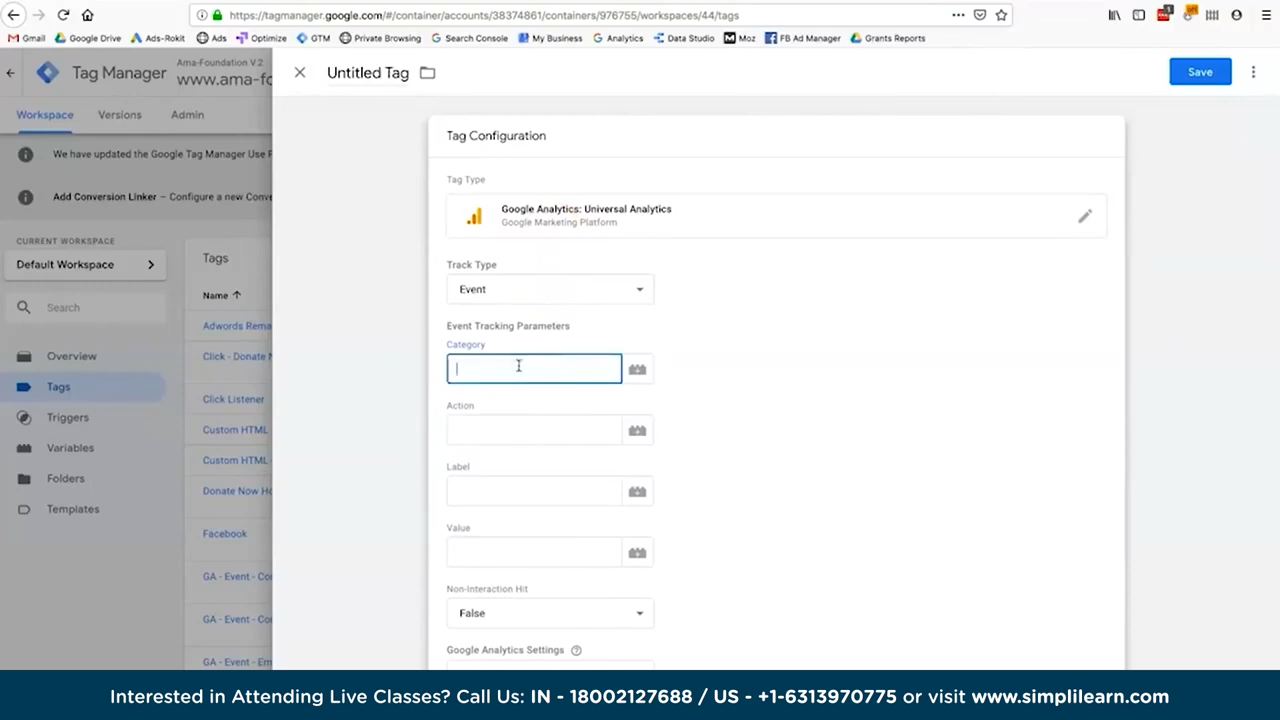 https://tagmanager.google.com/#/container/accounts/38374861/containers/976755/workspaces/44/tags
Gmail Google Drive Ads-Rokit Ads Optimize GTM Private Browsing Search Console My Business Analytics Data Studio Moz FB Ad Manager Grants Reports
Tag Manager
Ama-Foundation V.2
www.ama-fo
Untitled Tag
Save
Workspace Versions Admin
We have updated the Google Tag Manager Use P
Add Conversion Linker – Configure a new Conve
CURRENT WORKSPACE
Default Workspace
Search
Overview
Tags
Triggers
Variables
Folders
Templates
Tags
Name
Adwords Rema
Click - Donate N
Click Listener
Custom HTML
Custom HTML
Donate Now Ho
Facebook
GA - Event - Co
GA - Event - Co
GA - Event - Em
Tag Configuration
Tag Type
Google Analytics: Universal Analytics
Google Marketing Platform
Track Type
Event
Event Tracking Parameters
Category
Action
Label
Value
Non-Interaction Hit
False
Google Analytics Settings
Interested in Attending Live Classes? Call Us: IN - 18002127688 / US - +1-6313970775 or visit www.simplilearn.com